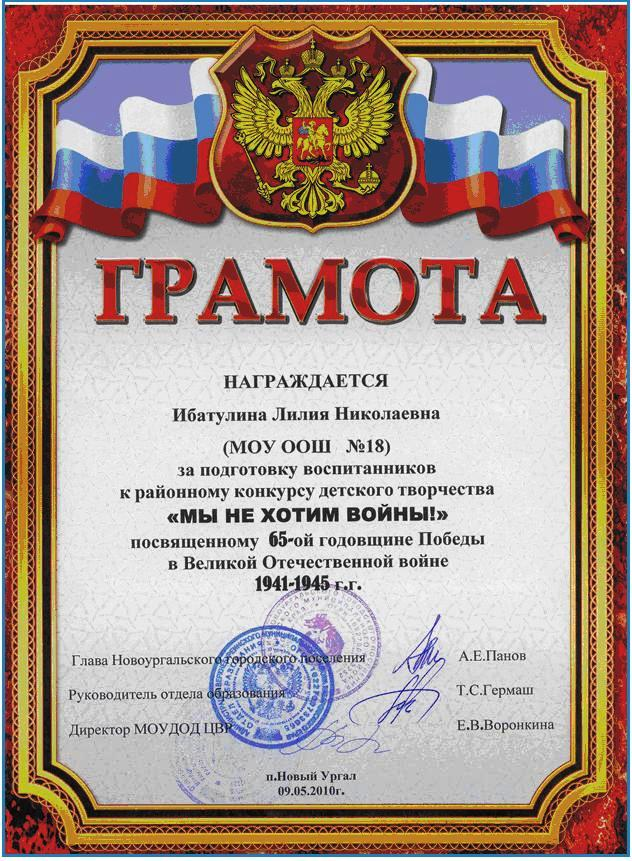 ГРАМОТА
НАГРАЖДАЕТСЯ
Ибатулина Лилия Николаевна
(МОУ ООШ №18)
за подготовку воспитанников
к районному конкурсу детского творчества
«МЫ НЕ ХОТИМ ВОЙНЫ!»
посвященному 65-ой годовщине Победы
в Великой Отечественной войне
1941-1945 г.г.
Глава Новоургальского городского поселения А.Е.Панов
Руководитель отдела образования Т.С.Гермаш
Директор МОУДОД ЦВР Е.В.Воронкина
п.Новый Ургал
09.05.2010г.